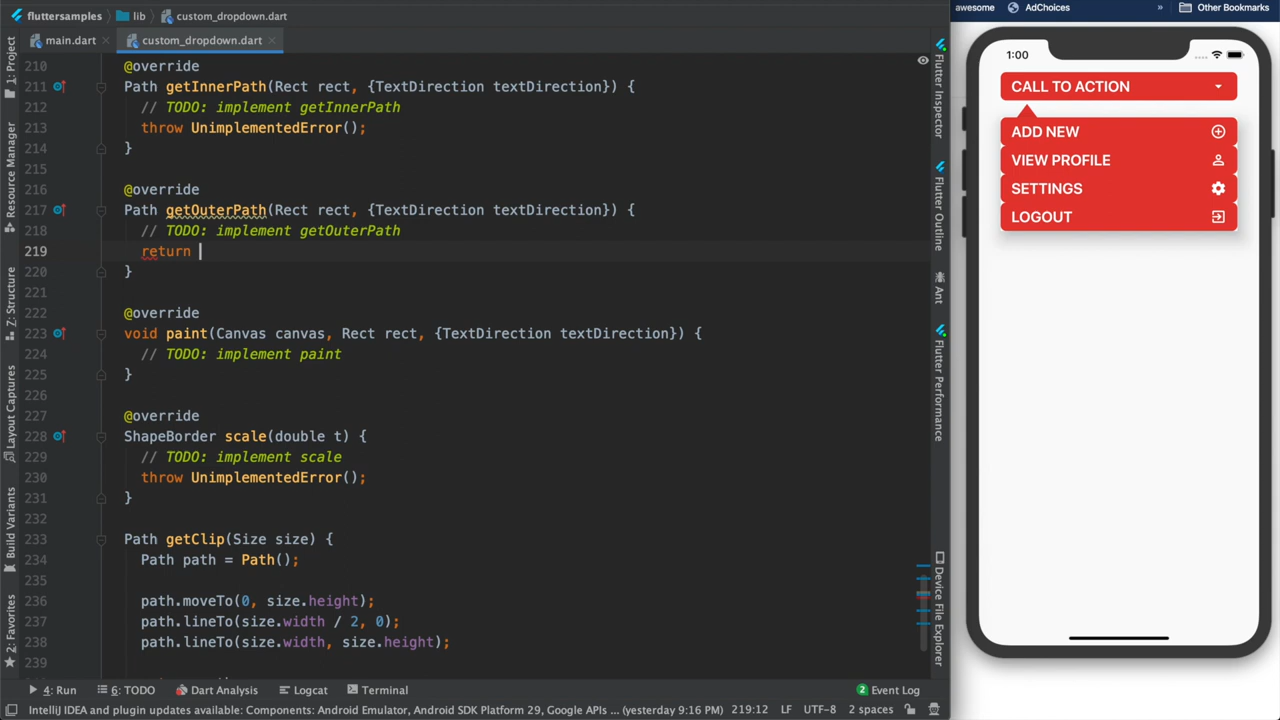 fluttersamples lib custom_dropdown.dart
awesome AdChoices » Other Bookmarks
main.dart custom_dropdown.dart
1: Project
Resource Manager
Z: Structure
Layout Captures
Build Variants
2: Favorites
210 @override
211 Path getInnerPath(Rect rect, {TextDirection textDirection}) {
212 // TODO: implement getInnerPath
213 throw UnimplementedError();
214 }
215
216 @override
217 Path getOuterPath(Rect rect, {TextDirection textDirection}) {
218 // TODO: implement getOuterPath
219 return
220 }
221
222 @override
223 void paint(Canvas canvas, Rect rect, {TextDirection textDirection}) {
224 // TODO: implement paint
225 }
226
227 @override
228 ShapeBorder scale(double t) {
229 // TODO: implement scale
230 throw UnimplementedError();
231 }
232
233 Path getClip(Size size) {
234 Path path = Path();
235
236 path.moveTo(0, size.height);
237 path.lineTo(size.width / 2, 0);
238 path.lineTo(size.width, size.height);
239
Flutter Inspector
Flutter Outline
Ant
Flutter Performance
Device File Explorer
1:00
CALL TO ACTION
ADD NEW
VIEW PROFILE
SETTINGS
LOGOUT
4: Run 6: TODO Dart Analysis Logcat Terminal 2 Event Log
IntelliJ IDEA and plugin updates available: Components: Android Emulator, Android SDK Platform 29, Google APIs ... (yesterday 9:16 PM) 219:12 LF UTF-8 2 spaces